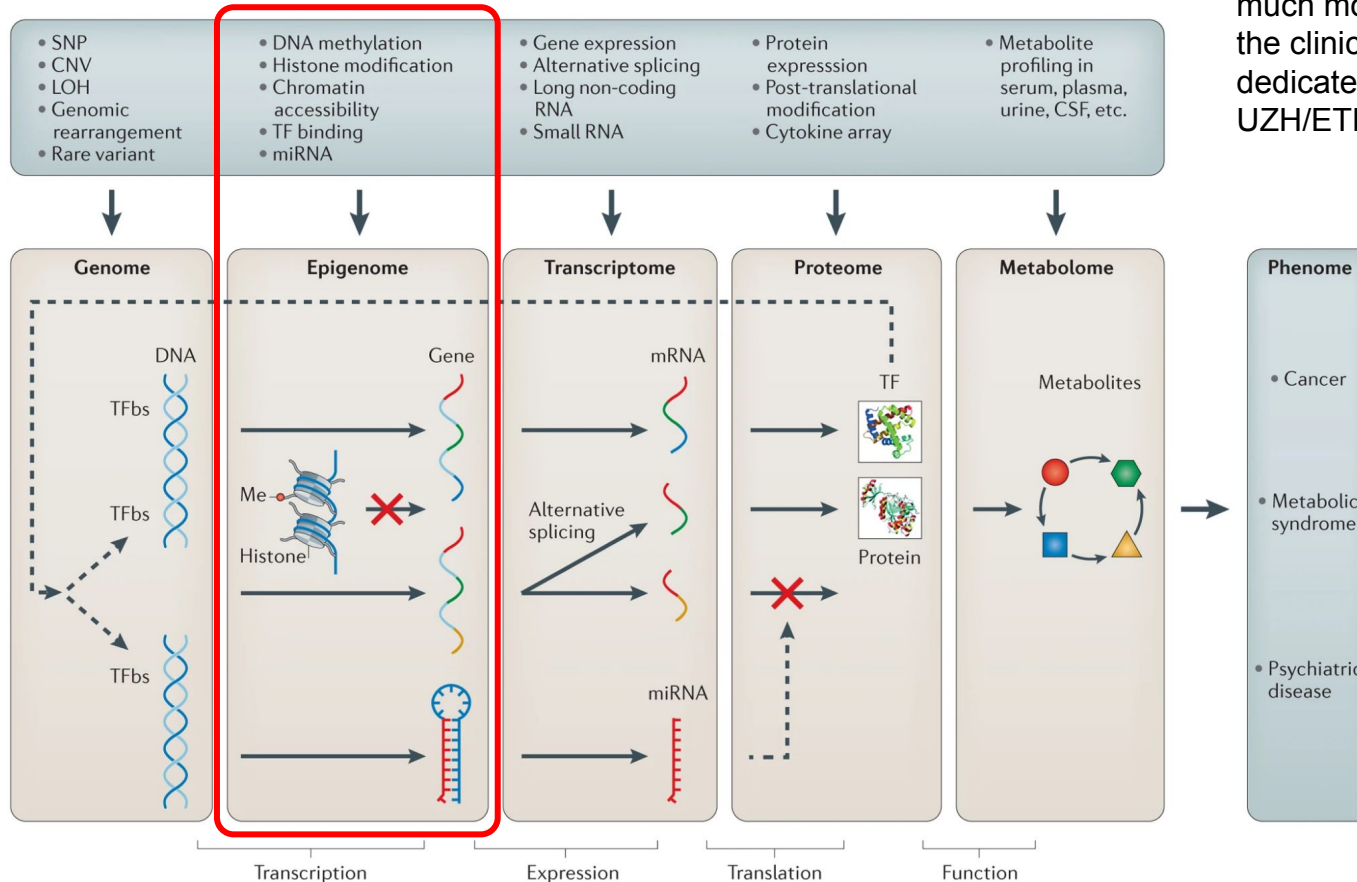 much mo
the clinic
dedicate
UZH/ETH
• SNP
• CNV
• LOH
• Genomic
rearrangement
• Rare variant
• DNA methylation
• Histone modification
• Chromatin
accessibility
• TF binding
• miRNA
• Gene expression
• Alternative splicing
• Long non-coding
RNA
• Small RNA
• Protein
expresssion
• Post-translational
modification
• Cytokine array
• Metabolite
profiling in
serum, plasma,
urine, CSF, etc.
Genome
DNA
TFbs
TFbs
TFbs
Epigenome
Gene
Me
Histone
Transcriptome
mRNA
Alternative
splicing
miRNA
Proteome
TF
Protein
Metabolome
Metabolites
Phenome
• Cancer
• Metabolic
syndrome
• Psychiatric
disease
Transcription
Expression
Translation
Function